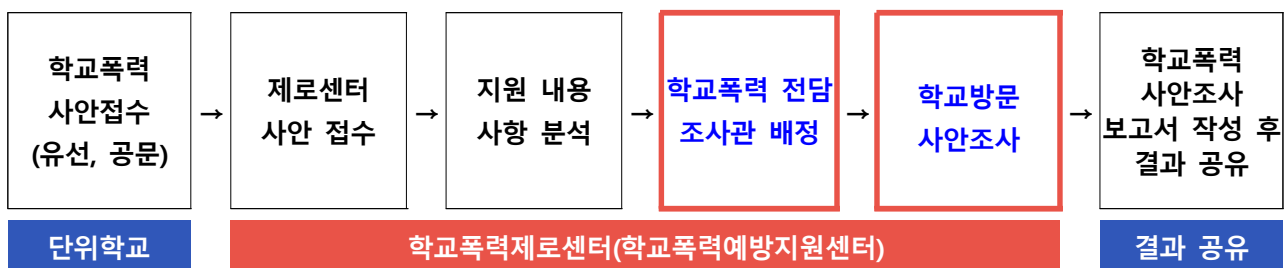 학교폭력
사안접수
(유선, 공문)
→
제로센터
사안 접수
→
지원 내용
사항 분석
→
학교폭력 전담
조사관 배정
→
학교방문
사안조사
→
학교폭력
사안조사
보고서 작성 후
결과 공유
단위학교
학교폭력제로센터(학교폭력예방지원센터)
결과 공유